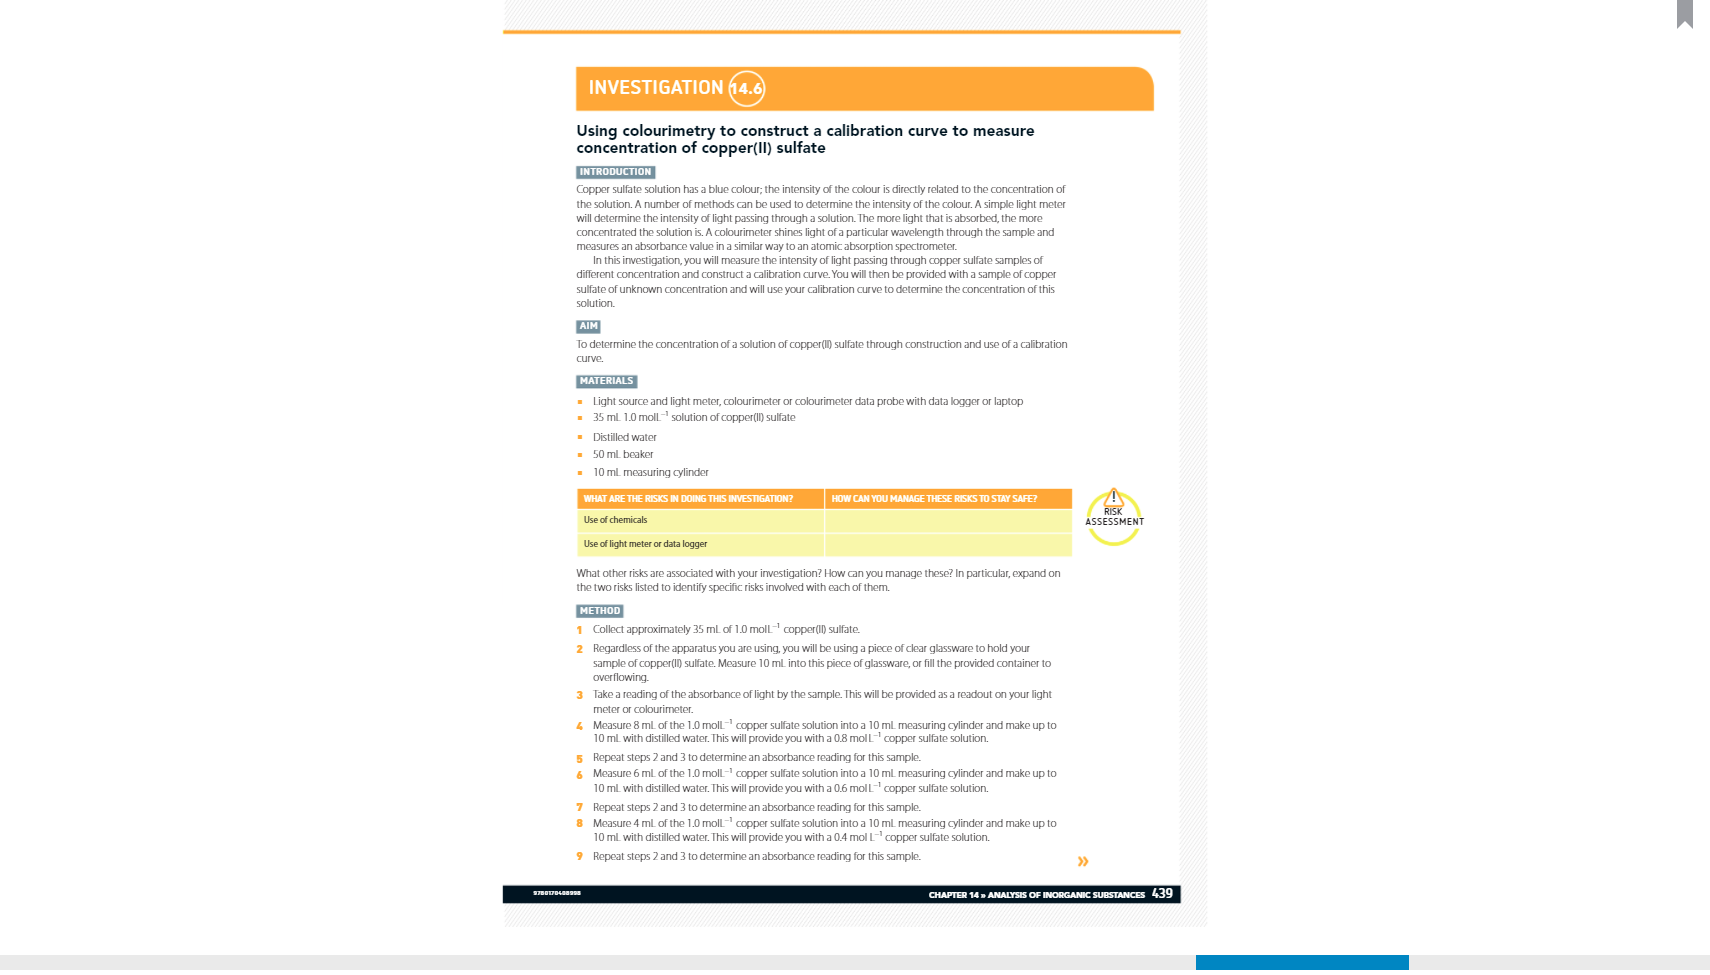 INVESTIGATION 14.6
Using colourimetry to construct a calibration curve to measure
concentration of copper(II) sulfate
INTRODUCTION
Copper sulfate solution has a blue colour; the intensity of the colour is directly related to the concentration of
the solution. A number of methods can be used to determine the intensity of the colour. A simple light meter
will determine the intensity of light passing through a solution. The more light that is absorbed, the more
concentrated the solution is. A colourimeter shines light of a particular wavelength through the sample and
measures an absorbance value in a similar way to an atomic absorption spectrometer.
In this investigation, you will measure the intensity of light passing through copper sulfate samples of
different concentration and construct a calibration curve. You will then be provided with a sample of copper
sulfate of unknown concentration and will use your calibration curve to determine the concentration of this
solution.
AIM
To determine the concentration of a solution of copper(II) sulfate through construction and use of a calibration
curve.
MATERIALS
▪ Light source and light meter, colourimeter or colourimeter data probe with data logger or laptop
▪ 35 mL 1.0 mol L⁻¹ solution of copper(II) sulfate
▪ Distilled water
▪ 50 mL beaker
▪ 10 mL measuring cylinder
WHAT ARE THE RISKS IN DOING THIS INVESTIGATION? HOW CAN YOU MANAGE THESE RISKS TO STAY SAFE?
Use of chemicals
Use of light meter or data logger
!
RISK
ASSESSMENT
What other risks are associated with your investigation? How can you manage these? In particular, expand on
the two risks listed to identify specific risks involved with each of them.
METHOD
1 Collect approximately 35 mL of 1.0 mol L⁻¹ copper(II) sulfate.
2 Regardless of the apparatus you are using, you will be using a piece of clear glassware to hold your
sample of copper(II) sulfate. Measure 10 mL into this piece of glassware, or fill the provided container to
overflowing.
3 Take a reading of the absorbance of light by the sample. This will be provided as a readout on your light
meter or colourimeter.
4 Measure 8 mL of the 1.0 mol L⁻¹ copper sulfate solution into a 10 mL measuring cylinder and make up to
10 mL with distilled water. This will provide you with a 0.8 mol L⁻¹ copper sulfate solution.
5 Repeat steps 2 and 3 to determine an absorbance reading for this sample.
6 Measure 6 mL of the 1.0 mol L⁻¹ copper sulfate solution into a 10 mL measuring cylinder and make up to
10 mL with distilled water. This will provide you with a 0.6 mol L⁻¹ copper sulfate solution.
7 Repeat steps 2 and 3 to determine an absorbance reading for this sample.
8 Measure 4 mL of the 1.0 mol L⁻¹ copper sulfate solution into a 10 mL measuring cylinder and make up to
10 mL with distilled water. This will provide you with a 0.4 mol L⁻¹ copper sulfate solution.
9 Repeat steps 2 and 3 to determine an absorbance reading for this sample.
»
9780170408998 CHAPTER 14 » ANALYSIS OF INORGANIC SUBSTANCES 439